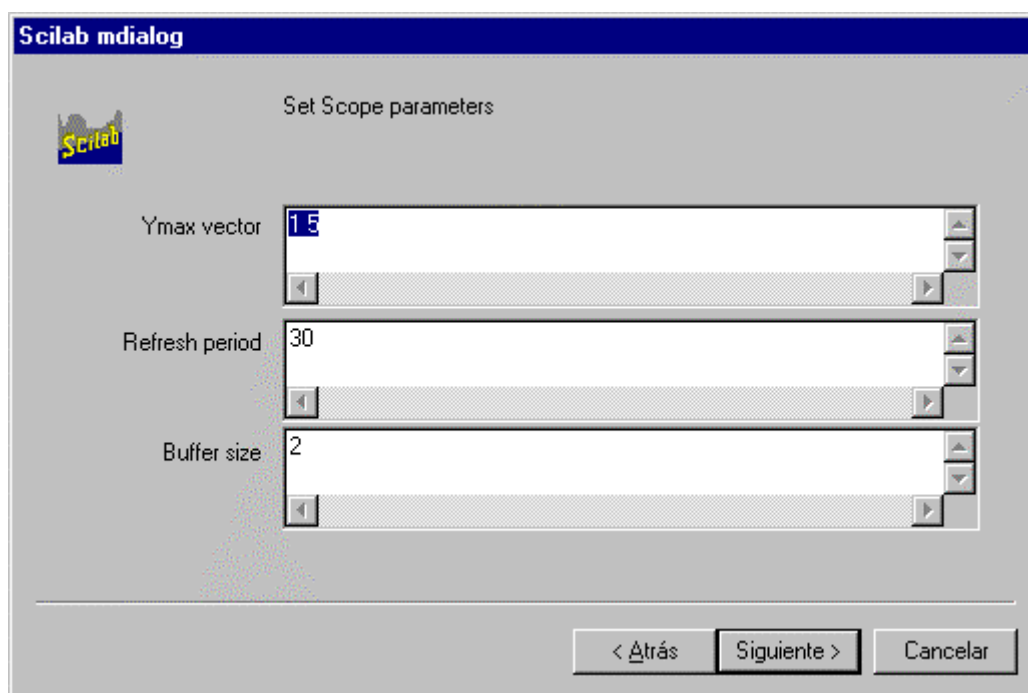 Scilab mdialog
Scilab
Set Scope parameters
Ymax vector
1 5
Refresh period
30
Buffer size
2
< Atrás
Siguiente >
Cancelar